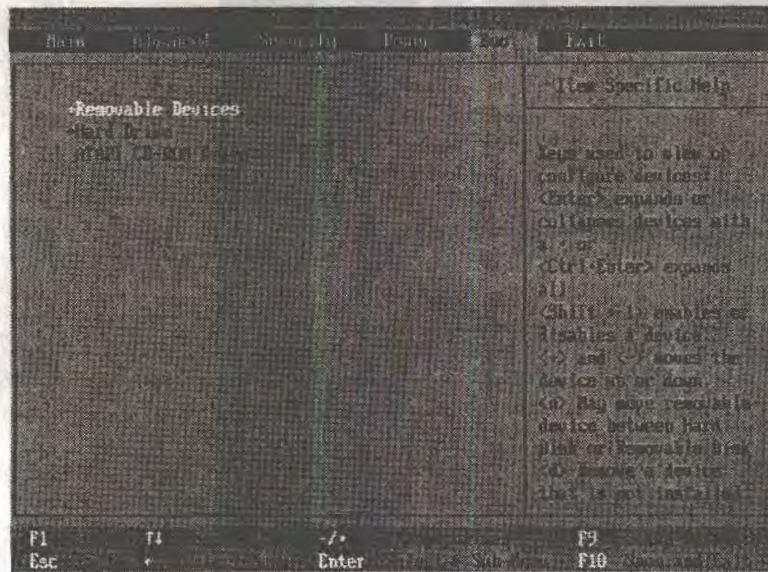 Main Advanced Security Power Boot Exit
Item Specific Help
+Removable Devices
+Hard Drive
ATAPI CD-ROM Drive
Keys used to view or
configure devices:
<Enter> expands or
collapses devices with
a + or
<Ctrl+Enter> expands
all
<Shift + 1> enables or
disables a device.
<+> and <-> moves the
device up or down.
<n> May move removable
device between Hard
Disk or Removable Disk
<d> Remove a device
that is not installed.
F1 ↑↓ -/+ F9
Esc ← Enter F10